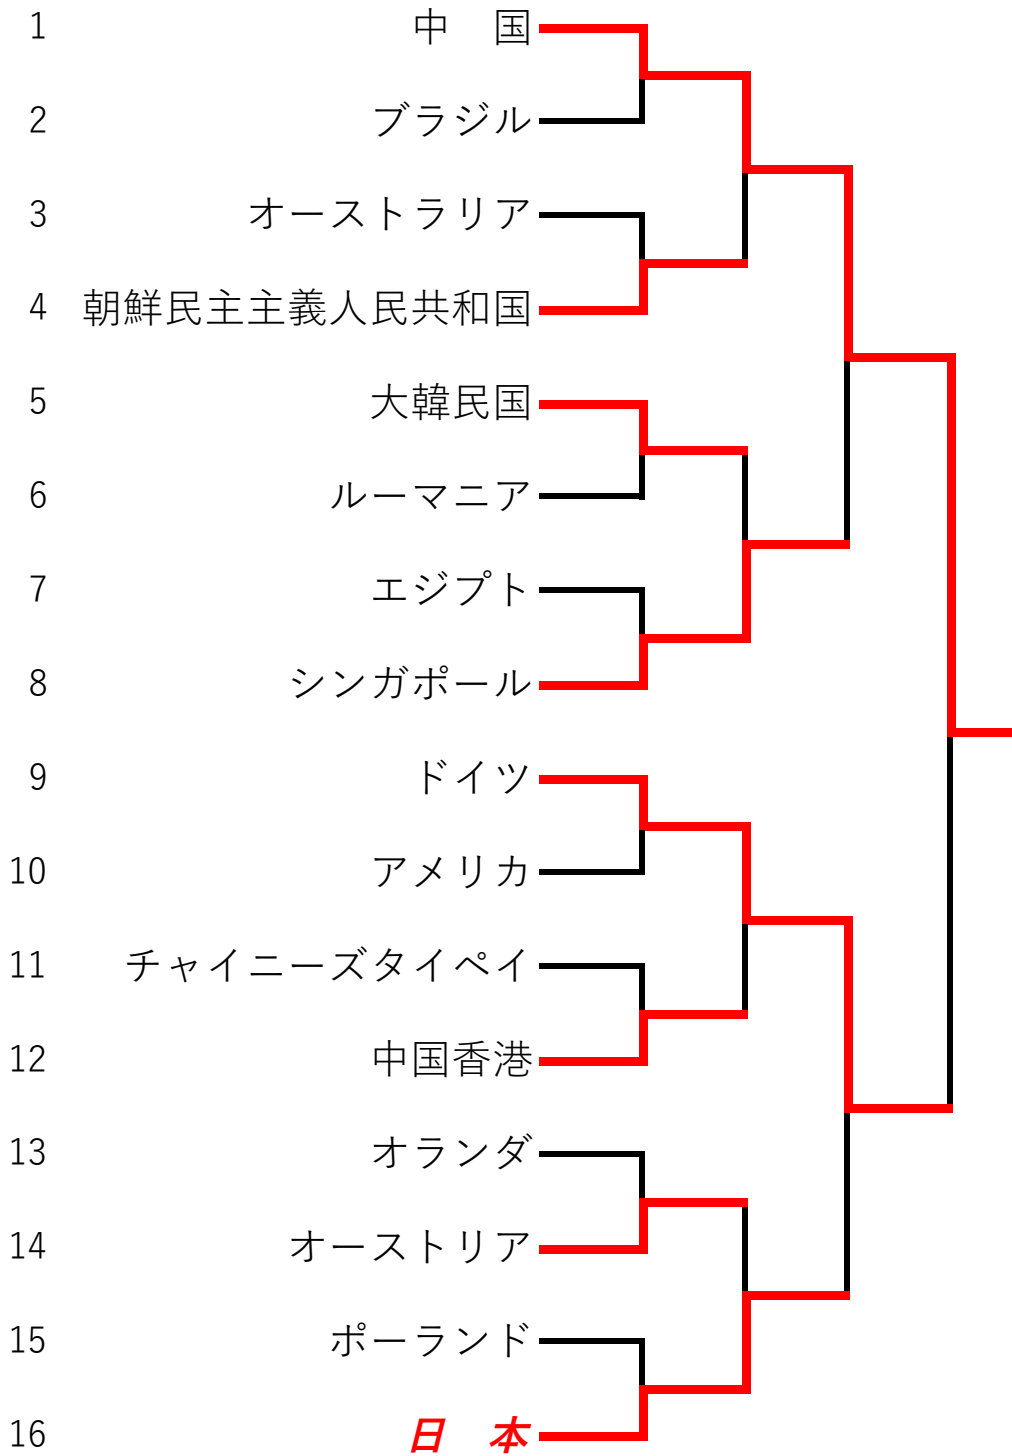 1 中　国
2 ブラジル
3 オーストラリア
4 朝鮮民主主義人民共和国
5 大韓民国
6 ルーマニア
7 エジプト
8 シンガポール
9 ドイツ
10 アメリカ
11 チャイニーズタイペイ
12 中国香港
13 オランダ
14 オーストリア
15 ポーランド
16 日　本